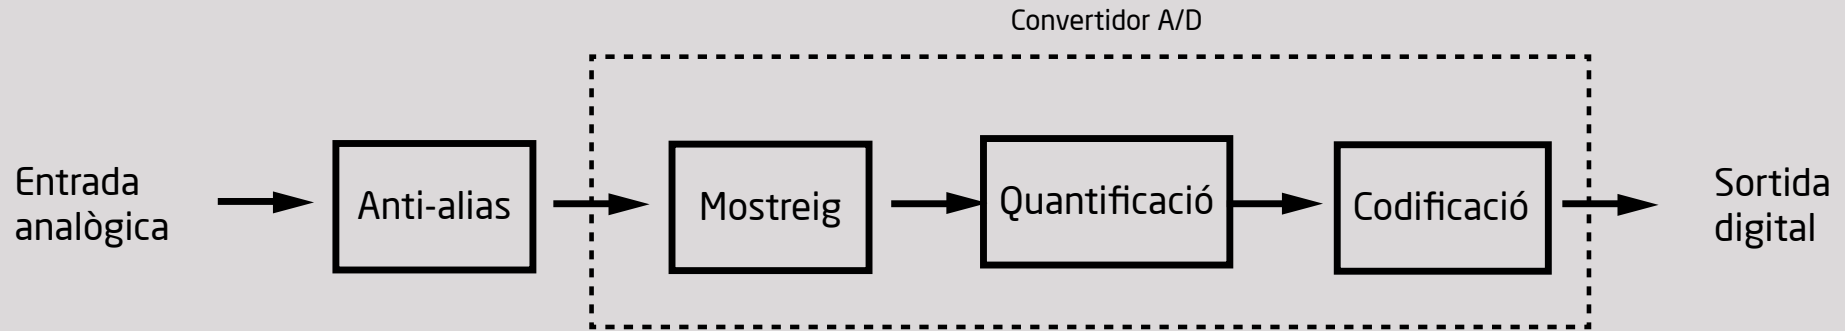 Convertidor A/D
Entrada
analògica
Anti-alias
Mostreig
Quantificació
Codificació
Sortida
digital